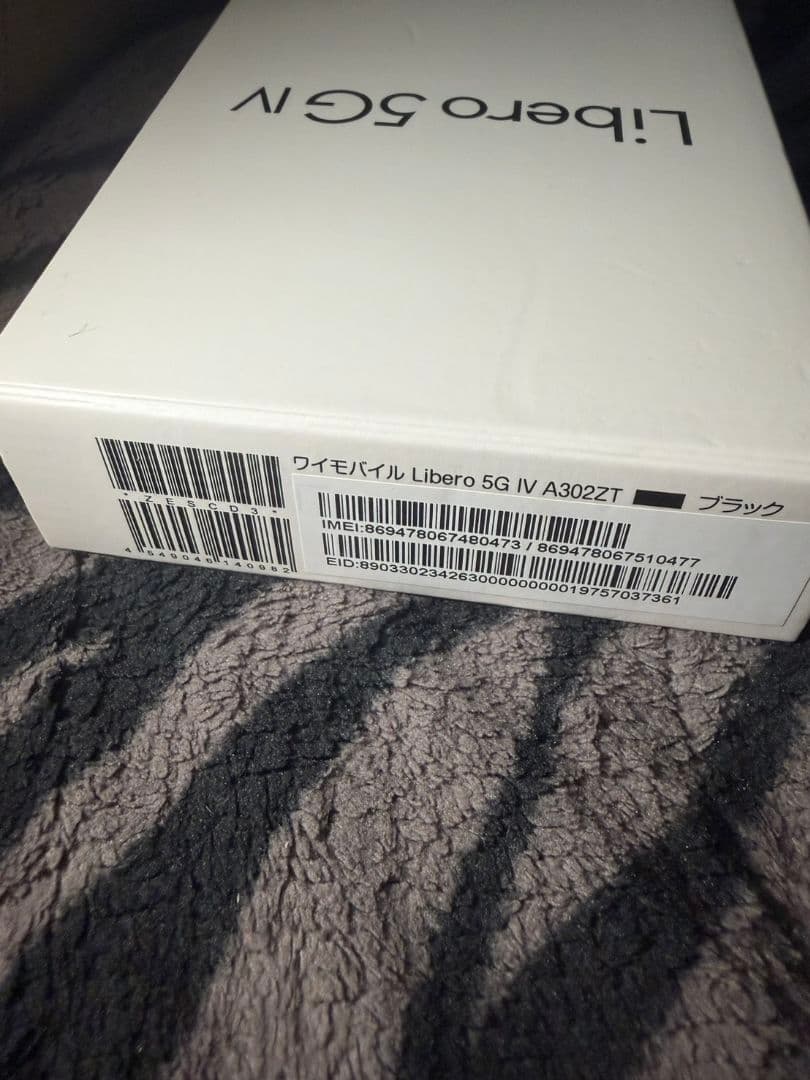 Libero 5G IV
ワイモバイル Libero 5G IV A302ZT ブラック
*ZESCD3*
4549046140982
IMEI:869478067480473 / 869478067510477
EID:89033023426300000000019757037361